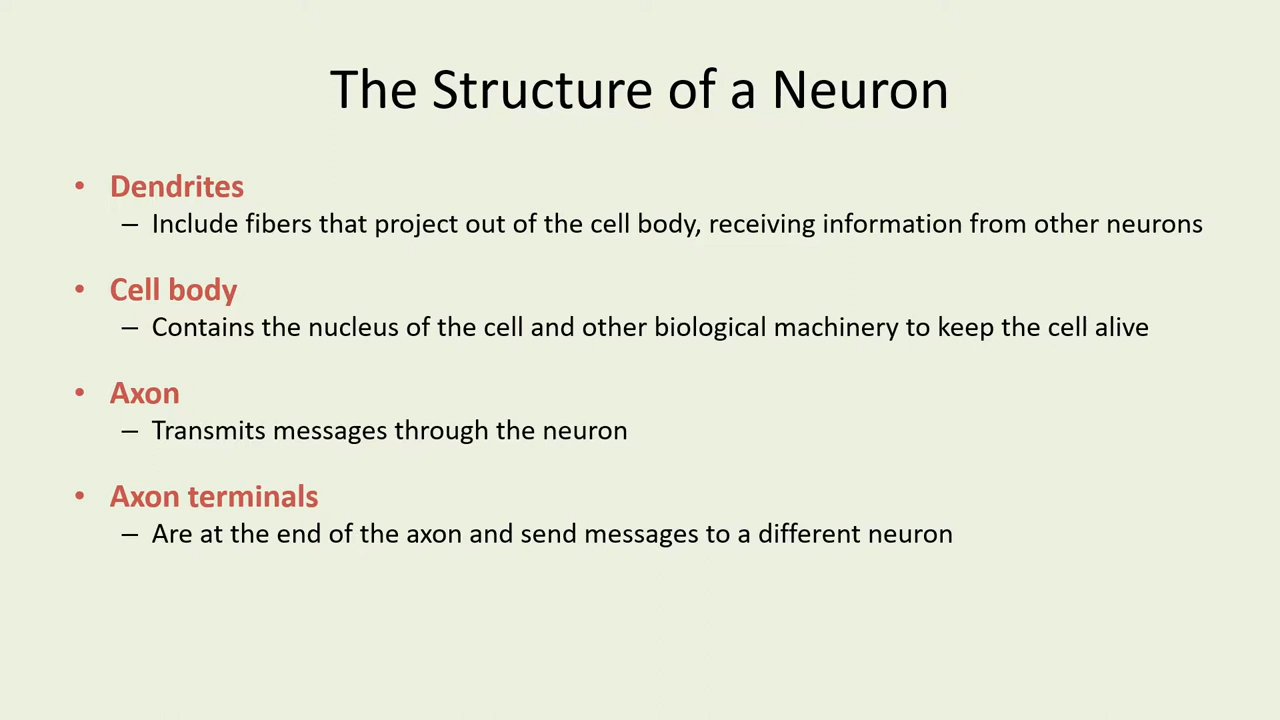 The Structure of a Neuron
• Dendrites
– Include fibers that project out of the cell body, receiving information from other neurons
• Cell body
– Contains the nucleus of the cell and other biological machinery to keep the cell alive
• Axon
– Transmits messages through the neuron
• Axon terminals
– Are at the end of the axon and send messages to a different neuron